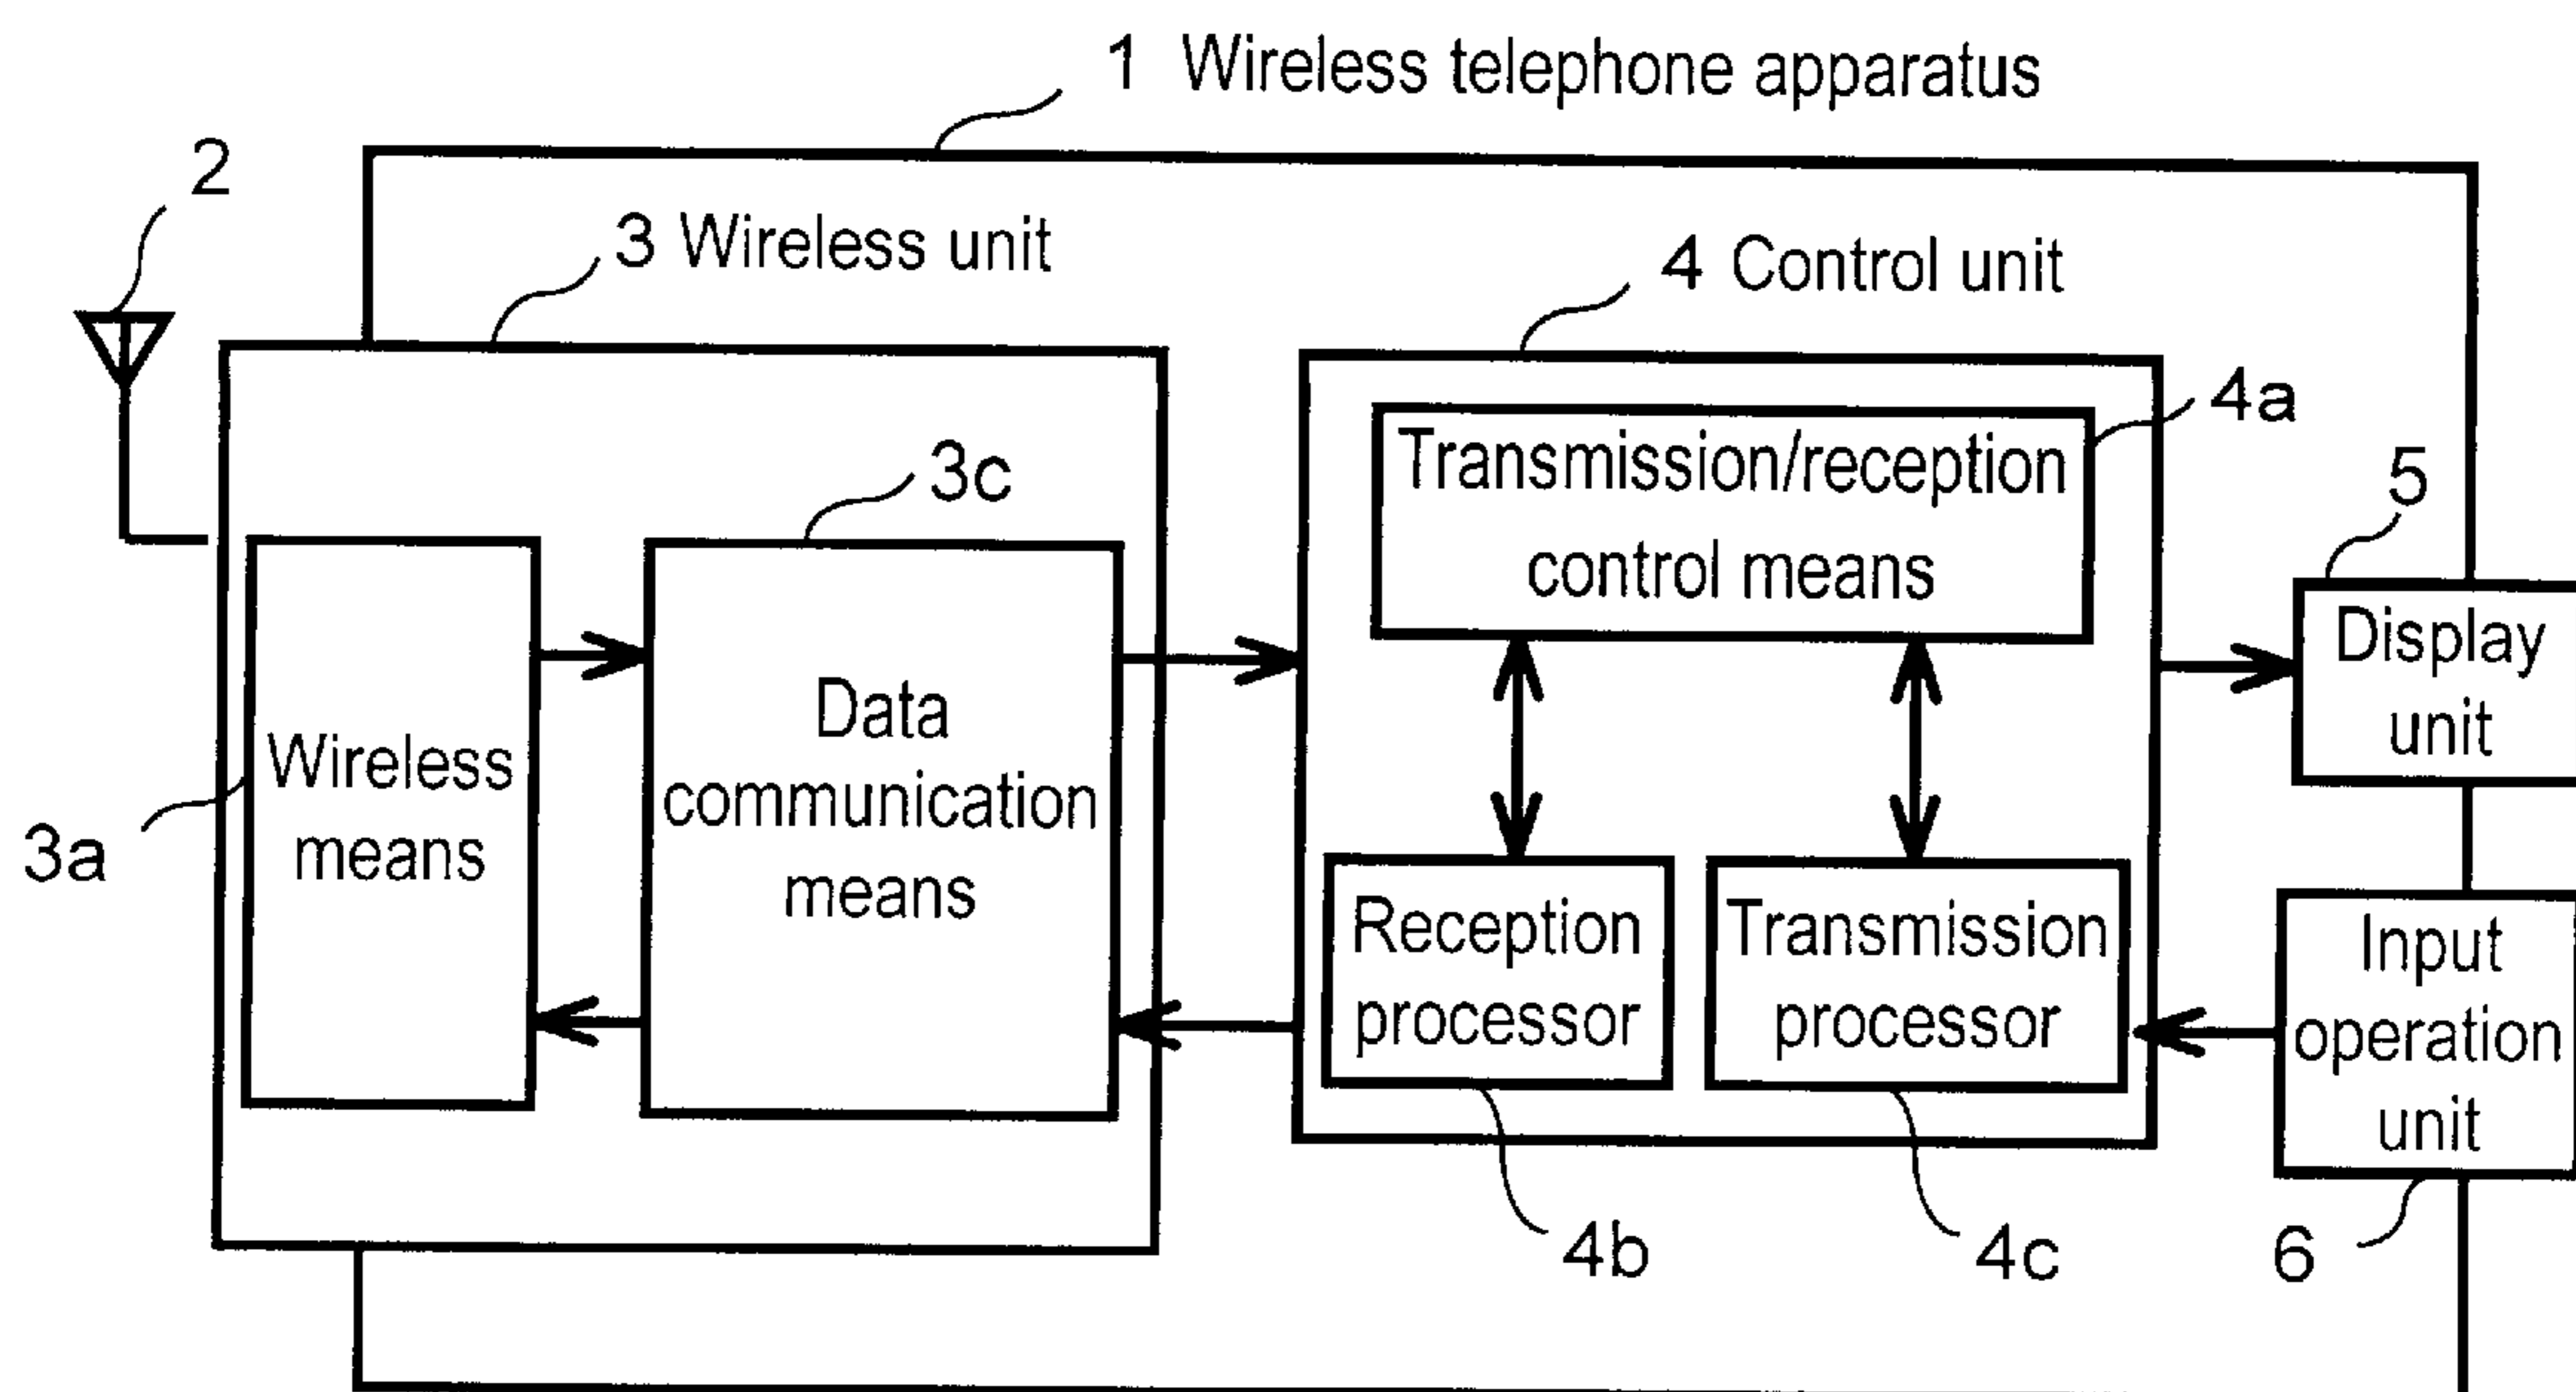 1 Wireless telephone apparatus
2
3 Wireless unit
4 Control unit
4a
Transmission/reception
control means
3c
5
Display
unit
Data
communication
means
Wireless
means
3a
Reception
processor
Transmission
processor
Input
operation
unit
4b
4c
6